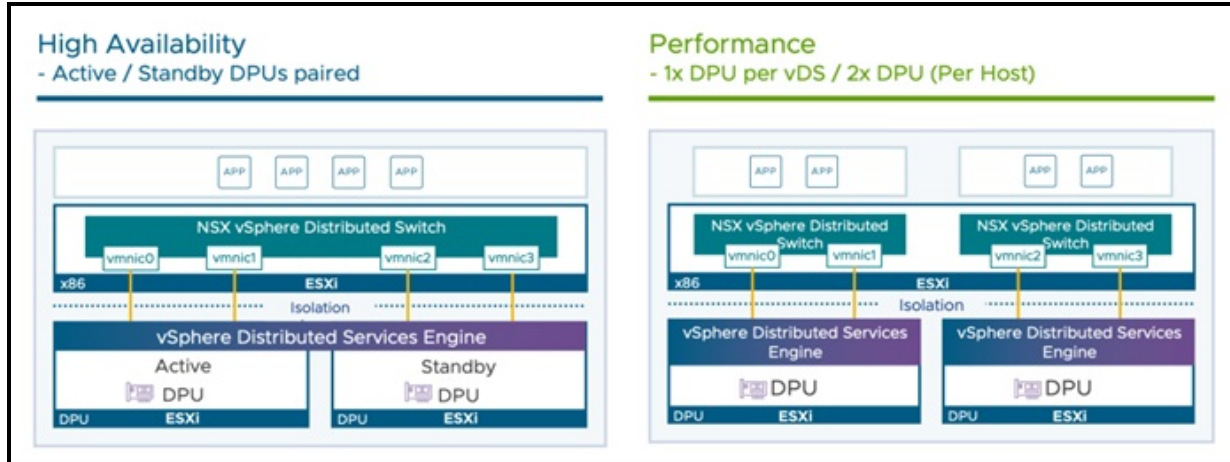 High Availability
- Active / Standby DPUs paired
APP APP APP APP
NSX vSphere Distributed Switch
vmnic0 vmnic1 vmnic2 vmnic3
x86 ESXi
Isolation
vSphere Distributed Services Engine
Active Standby
DPU DPU
DPU ESXi DPU ESXi
Performance
- 1x DPU per vDS / 2x DPU (Per Host)
APP APP APP APP
NSX vSphere Distributed NSX vSphere Distributed
Switch Switch
vmnic0 vmnic1 vmnic2 vmnic3
x86 ESXi
Isolation
vSphere Distributed Services vSphere Distributed Services
Engine Engine
DPU DPU
DPU ESXi DPU ESXi